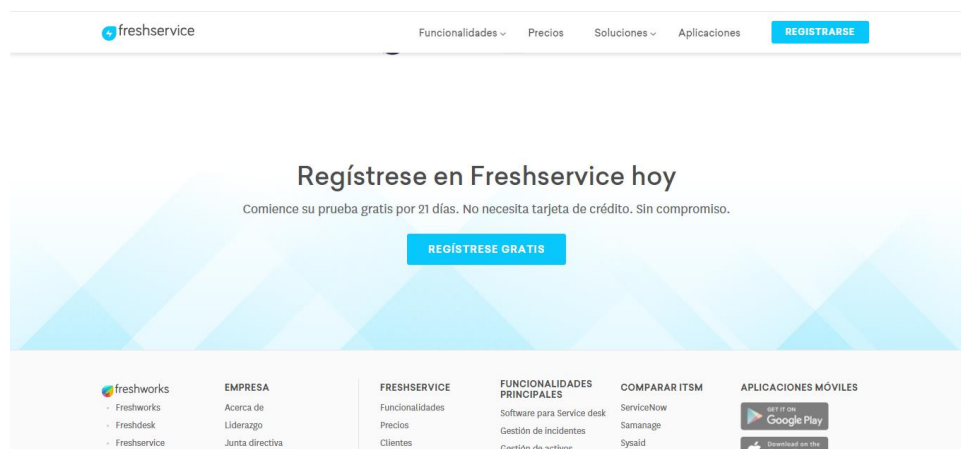 freshservice
Funcionalidades Precios Soluciones Aplicaciones REGISTRARSE
Regístrese en Freshservice hoy
Comience su prueba gratis por 21 días. No necesita tarjeta de crédito. Sin compromiso.
REGÍSTRESE GRATIS
freshworks
Freshworks
Freshdesk
Freshservice
EMPRESA
Acerca de
Liderazgo
Junta directiva
FRESHSERVICE
Funcionalidades
Precios
Clientes
FUNCIONALIDADES
PRINCIPALES
Software para Service desk
Gestión de incidentes
Gestión de activos
COMPARAR ITSM
ServiceNow
Samanage
Sysaid
APLICACIONES MÓVILES
GET IT ON
Google Play
Download on the